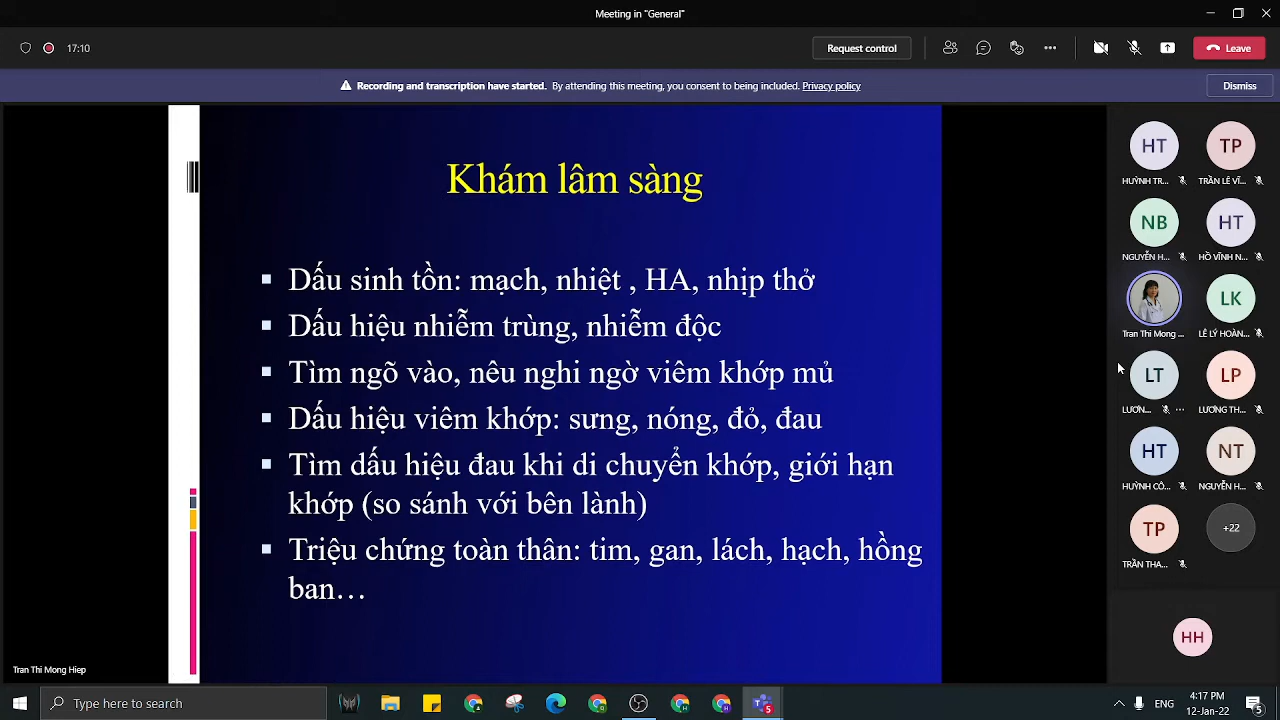 Meeting in "General"
17:10
Request control
Leave
Recording and transcription have started. By attending this meeting, you consent to being included. Privacy policy
Dismiss
Khám lâm sàng
Dấu sinh tồn: mạch, nhiệt , HA, nhịp thở
Dấu hiệu nhiễm trùng, nhiễm độc
Tìm ngõ vào, nêu nghi ngờ viêm khớp mủ
Dấu hiệu viêm khớp: sưng, nóng, đỏ, đau
Tìm dấu hiệu đau khi di chuyển khớp, giới hạn
khớp (so sánh với bên lành)
Triệu chứng toàn thân: tim, gan, lách, hạch, hồng
ban…
Tran Thi Mong Hiep
HT TP
HUỲNH TR... TRẦN LÊ VĨ...
NB HT
NGUYỄN H... HỒ VĨNH N...
LK
Tran Thi Mong ... LÊ LÝ HOÀN...
LT LP
LƯƠN... LƯƠNG TH...
HT NT
HUỲNH CÓ... NGUYỄN H...
TP +22
TRẦN THA...
HH
Type here to search
5
ENG
4:17 PM
12-Jan-22
5